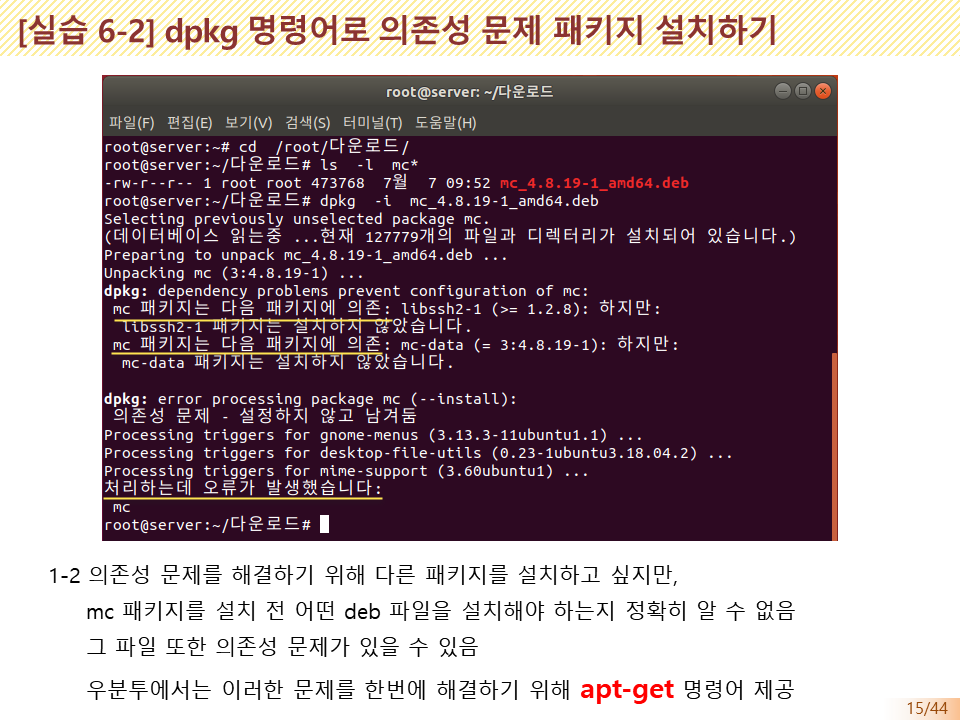 [실습 6-2] dpkg 명령어로 의존성 문제 패키지 설치하기
root@server: ~/다운로드
파일(F) 편집(E) 보기(V) 검색(S) 터미널(T) 도움말(H)
root@server:~# cd  /root/다운로드/
root@server:~/다운로드# ls  -l  mc*
-rw-r--r-- 1 root root 473768  7월  7 09:52 mc_4.8.19-1_amd64.deb
root@server:~/다운로드# dpkg  -i  mc_4.8.19-1_amd64.deb
Selecting previously unselected package mc.
(데이터베이스 읽는중 ...현재 127779개의 파일과 디렉터리가 설치되어 있습니다.)
Preparing to unpack mc_4.8.19-1_amd64.deb ...
Unpacking mc (3:4.8.19-1) ...
dpkg: dependency problems prevent configuration of mc:
 mc 패키지는 다음 패키지에 의존: libssh2-1 (>= 1.2.8): 하지만:
  libssh2-1 패키지는 설치하지 않았습니다.
 mc 패키지는 다음 패키지에 의존: mc-data (= 3:4.8.19-1): 하지만:
  mc-data 패키지는 설치하지 않았습니다.
dpkg: error processing package mc (--install):
 의존성 문제 - 설정하지 않고 남겨둠
Processing triggers for gnome-menus (3.13.3-11ubuntu1.1) ...
Processing triggers for desktop-file-utils (0.23-1ubuntu3.18.04.2) ...
Processing triggers for mime-support (3.60ubuntu1) ...
처리하는데 오류가 발생했습니다:
 mc
root@server:~/다운로드#
1-2 의존성 문제를 해결하기 위해 다른 패키지를 설치하고 싶지만,
mc 패키지를 설치 전 어떤 deb 파일을 설치해야 하는지 정확히 알 수 없음
그 파일 또한 의존성 문제가 있을 수 있음
우분투에서는 이러한 문제를 한번에 해결하기 위해 apt-get 명령어 제공
15/44